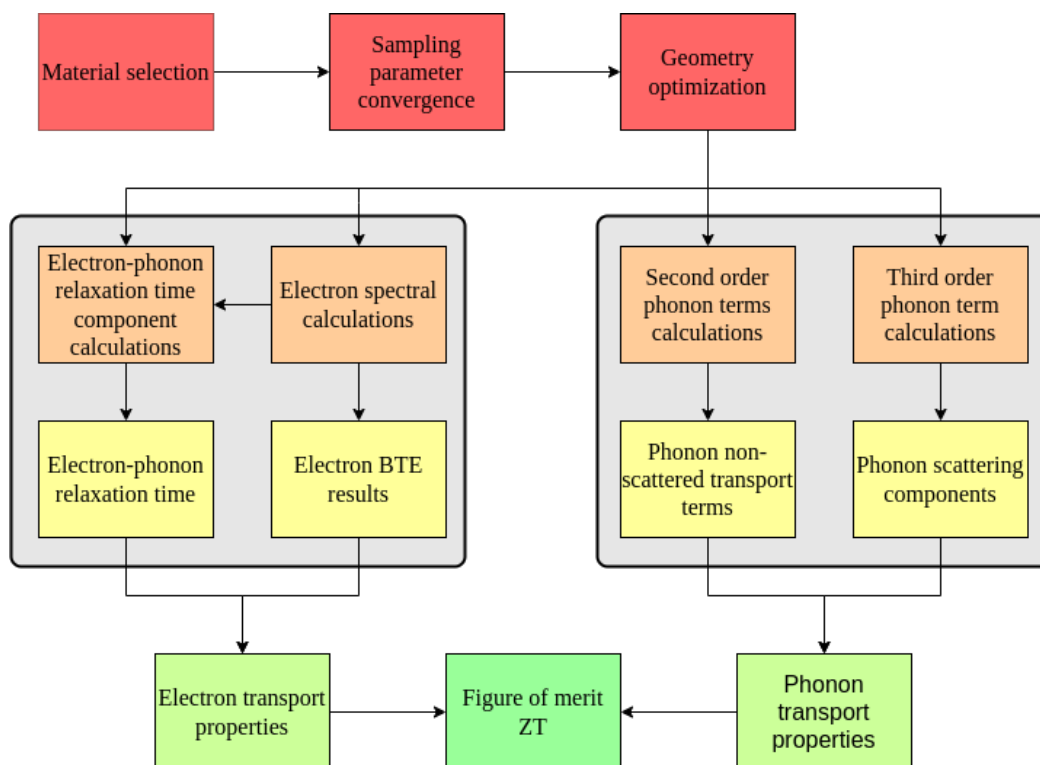 Material selection
Sampling
parameter
convergence
Geometry
optimization
Electron-phonon
relaxation time
component
calculations
Electron spectral
calculations
Second order
phonon terms
calculations
Third order
phonon term
calculations
Electron-phonon
relaxation time
Electron BTE
results
Phonon non-
scattered transport
terms
Phonon scattering
components
Electron transport
properties
Figure of merit
ZT
Phonon
transport
properties